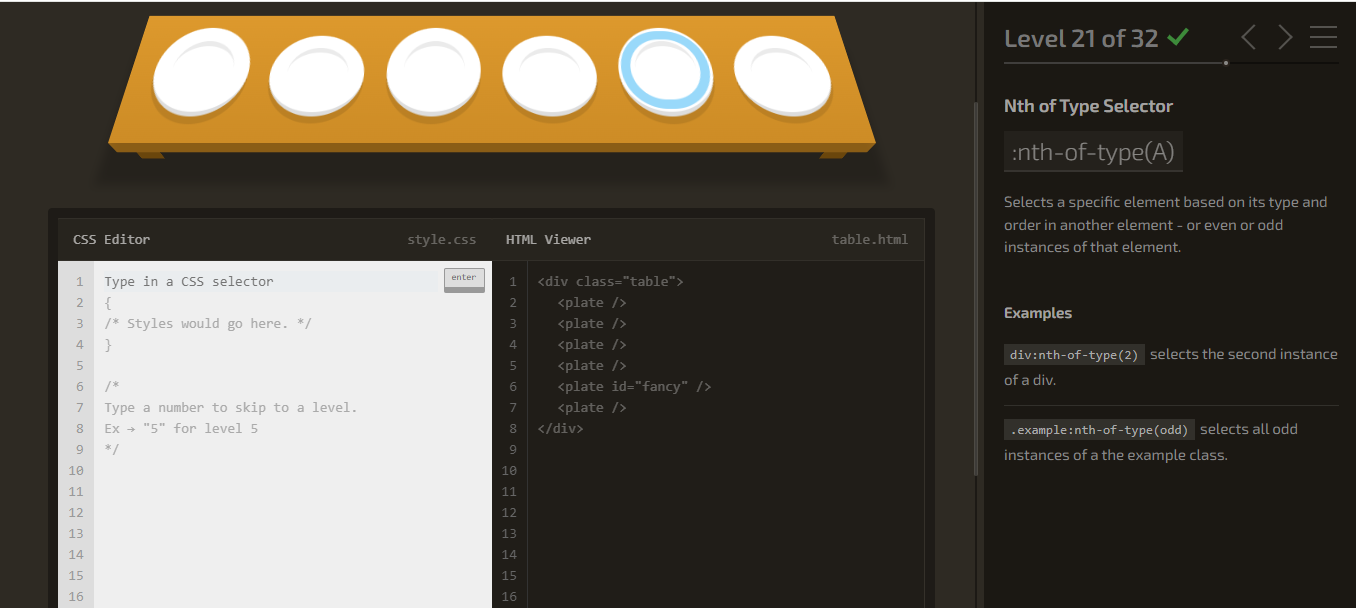 CSS Editor
style.css
1 Type in a CSS selector
enter
2 {
3 /* Styles would go here. */
4 }
5
6 /*
7 Type a number to skip to a level.
8 Ex → "5" for level 5
9 */
10
11
12
13
14
15
16
HTML Viewer
table.html
1 <div class="table">
2 <plate />
3 <plate />
4 <plate />
5 <plate />
6 <plate id="fancy" />
7 <plate />
8 </div>
9
10
11
12
13
14
15
16
Level 21 of 32
Nth of Type Selector
:nth-of-type(A)
Selects a specific element based on its type and
order in another element - or even or odd
instances of that element.
Examples
div:nth-of-type(2) selects the second instance
of a div.
.example:nth-of-type(odd) selects all odd
instances of a the example class.